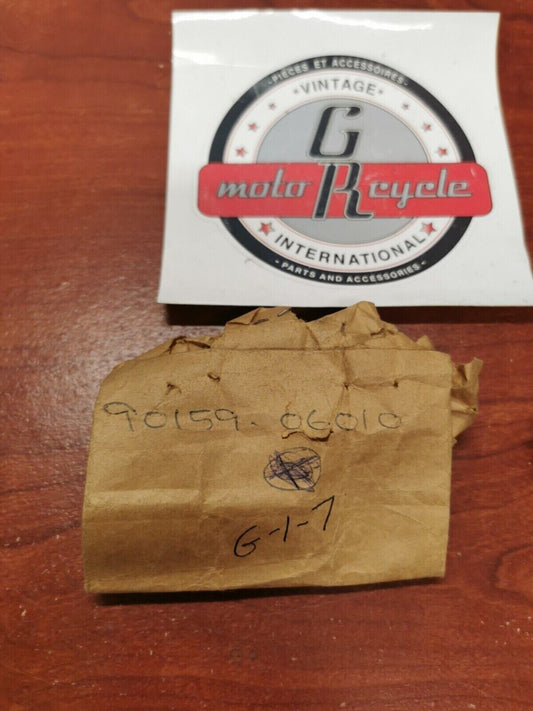 - PIÈCES ET ACCESSOIRES -
• VINTAGE •
G
moto R cycle
INTERNATIONAL
- PARTS AND ACCESSORIES -
90159-06010
G-1-7